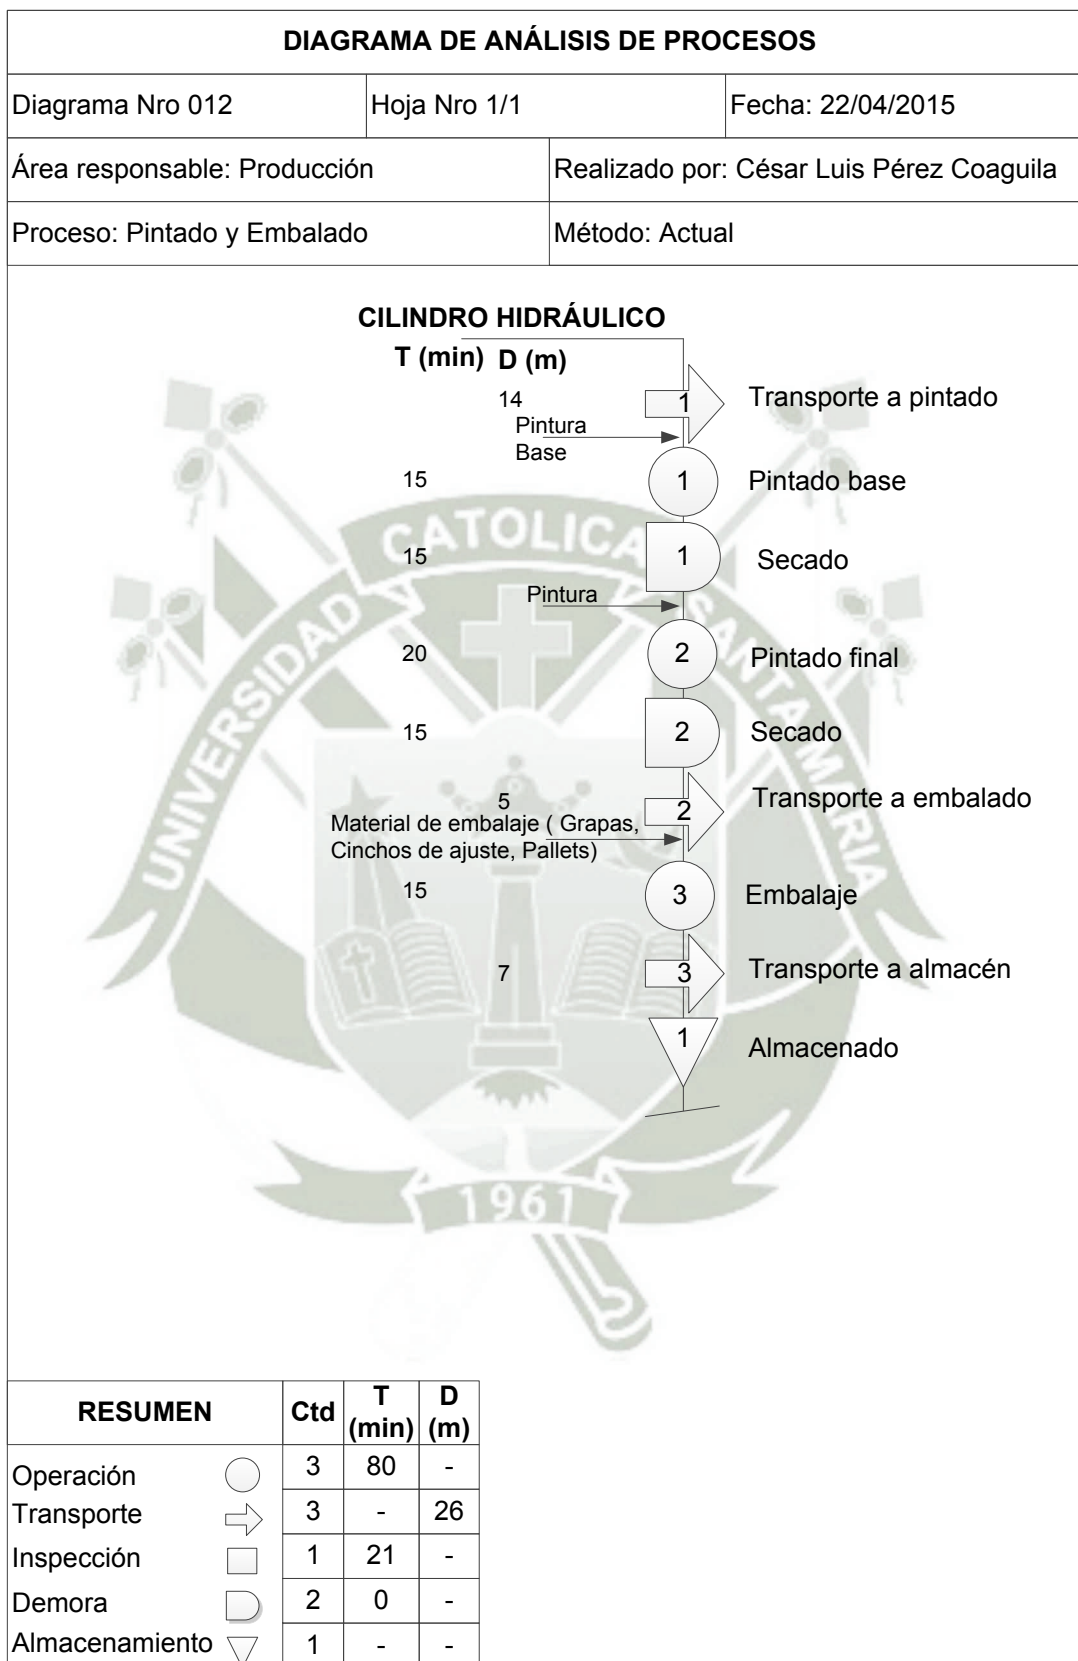 DIAGRAMA DE ANÁLISIS DE PROCESOS
Diagrama Nro 012 Hoja Nro 1/1 Fecha: 22/04/2015
Área responsable: Producción Realizado por: César Luis Pérez Coaguila
Proceso: Pintado y Embalado Método: Actual
CILINDRO HIDRÁULICO
T (min) D (m)
14 1 Transporte a pintado
Pintura
Base
15 1 Pintado base
15 1 Secado
Pintura
20 2 Pintado final
15 2 Secado
5 2 Transporte a embalado
Material de embalaje ( Grapas,
Cinchos de ajuste, Pallets)
15 3 Embalaje
7 3 Transporte a almacén
1 Almacenado
UNIVERSIDAD CATOLICA SANTA MARIA
1961
RESUMEN Ctd T (min) D (m)
Operación 3 80 -
Transporte 3 - 26
Inspección 1 21 -
Demora 2 0 -
Almacenamiento 1 - -